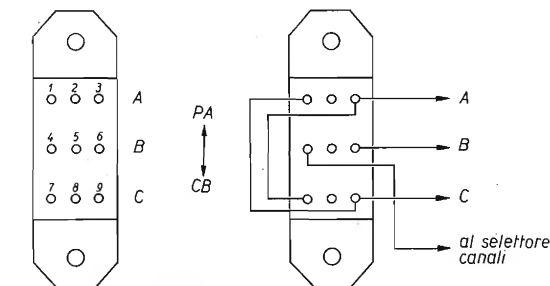 1 2 3 A
4 5 6 B
7 8 9 C
PA
CB
A
B
C
al selettore
canali